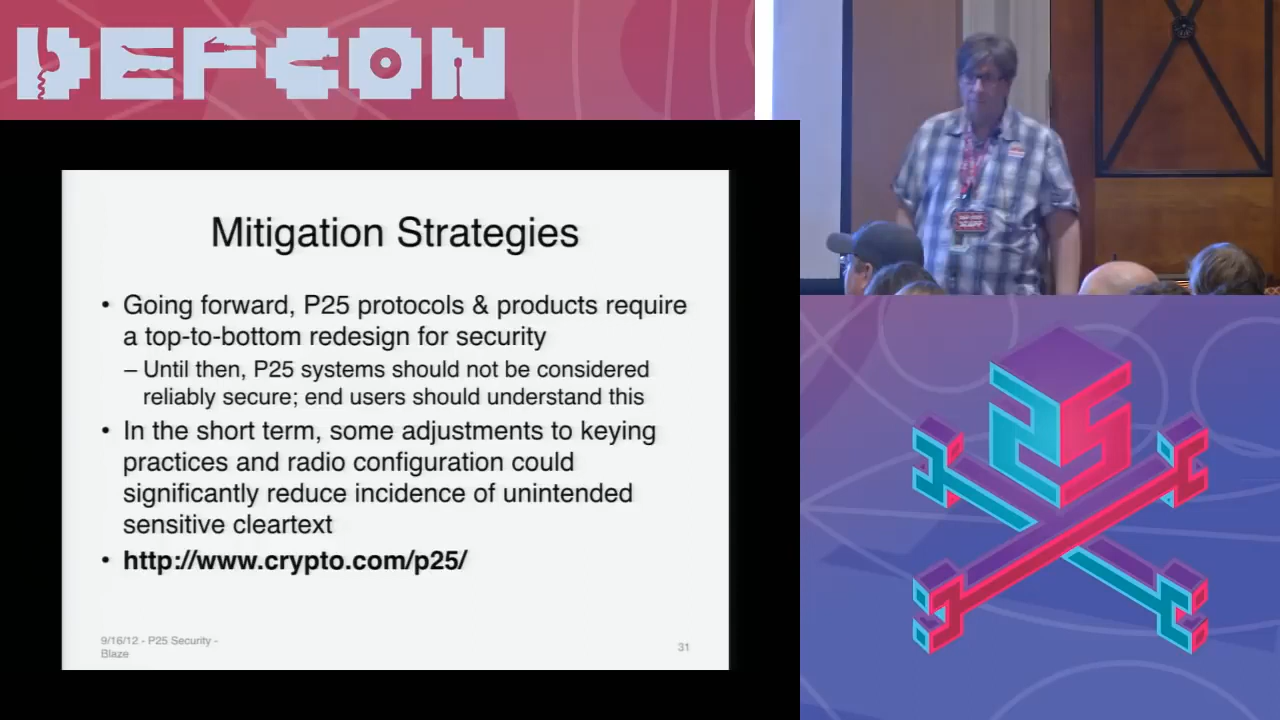 DEFCON
Mitigation Strategies
• Going forward, P25 protocols & products require
a top-to-bottom redesign for security
– Until then, P25 systems should not be considered
reliably secure; end users should understand this
• In the short term, some adjustments to keying
practices and radio configuration could
significantly reduce incidence of unintended
sensitive cleartext
• http://www.crypto.com/p25/
9/16/12 - P25 Security -
Blaze
31
25